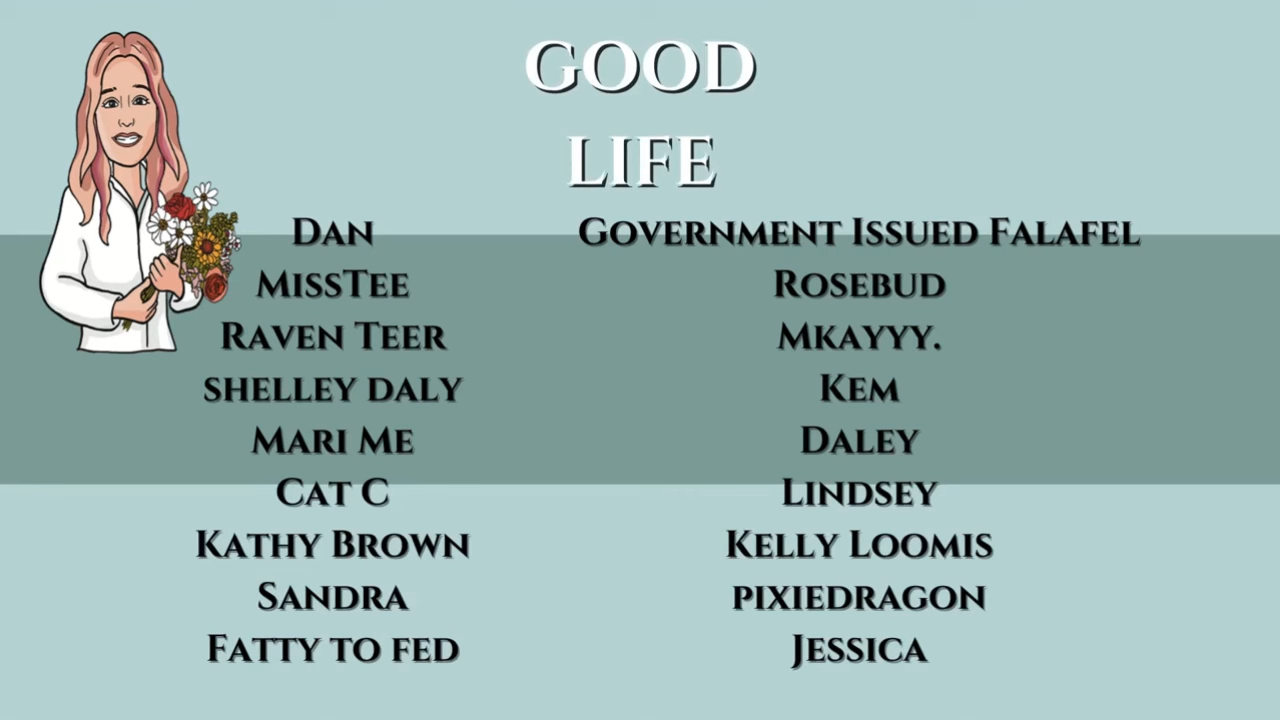 GOOD
LIFE
Dan
MissTee
Raven Teer
shelley daly
Mari Me
Cat C
Kathy Brown
Sandra
Fatty to fed
Government Issued Falafel
Rosebud
Mkayyy.
Kem
Daley
Lindsey
Kelly Loomis
pixiedragon
Jessica